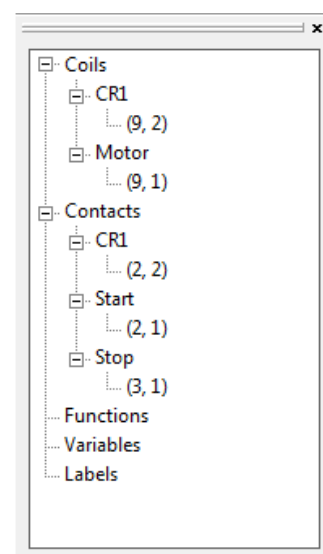 Coils
CR1
(9, 2)
Motor
(9, 1)
Contacts
CR1
(2, 2)
Start
(2, 1)
Stop
(3, 1)
Functions
Variables
Labels